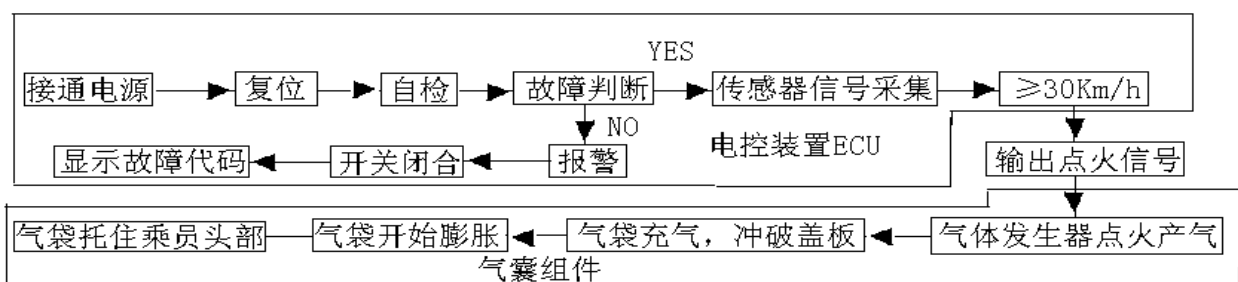 YES
接通电源
复位
自检
故障判断
传感器信号采集
≥30Km/h
NO
电控装置ECU
显示故障代码
开关闭合
报警
输出点火信号
气袋托住乘员头部
气袋开始膨胀
气袋充气，冲破盖板
气体发生器点火产气
气囊组件